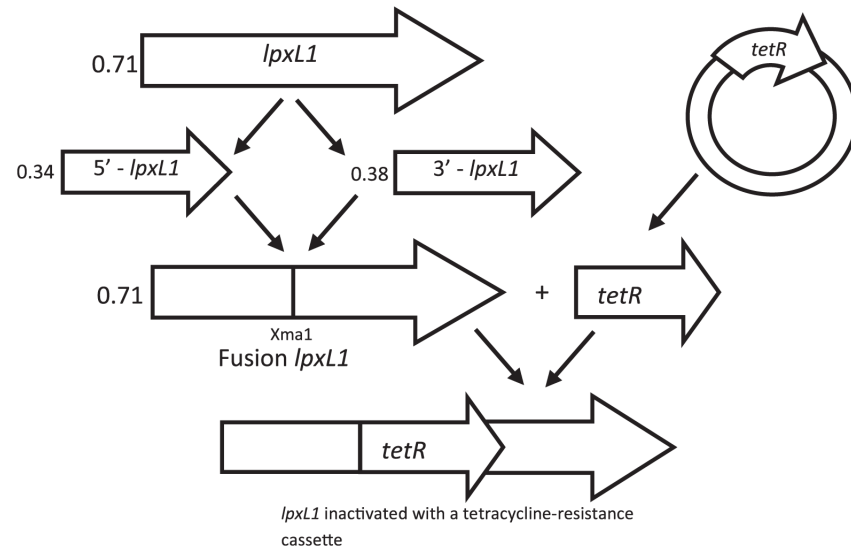 0.71
lpxL1
tetR
0.34
5’ - lpxL1
0.38
3’ - lpxL1
0.71
+
tetR
Xma1
Fusion lpxL1
tetR
lpxL1 inactivated with a tetracycline-resistance
cassette